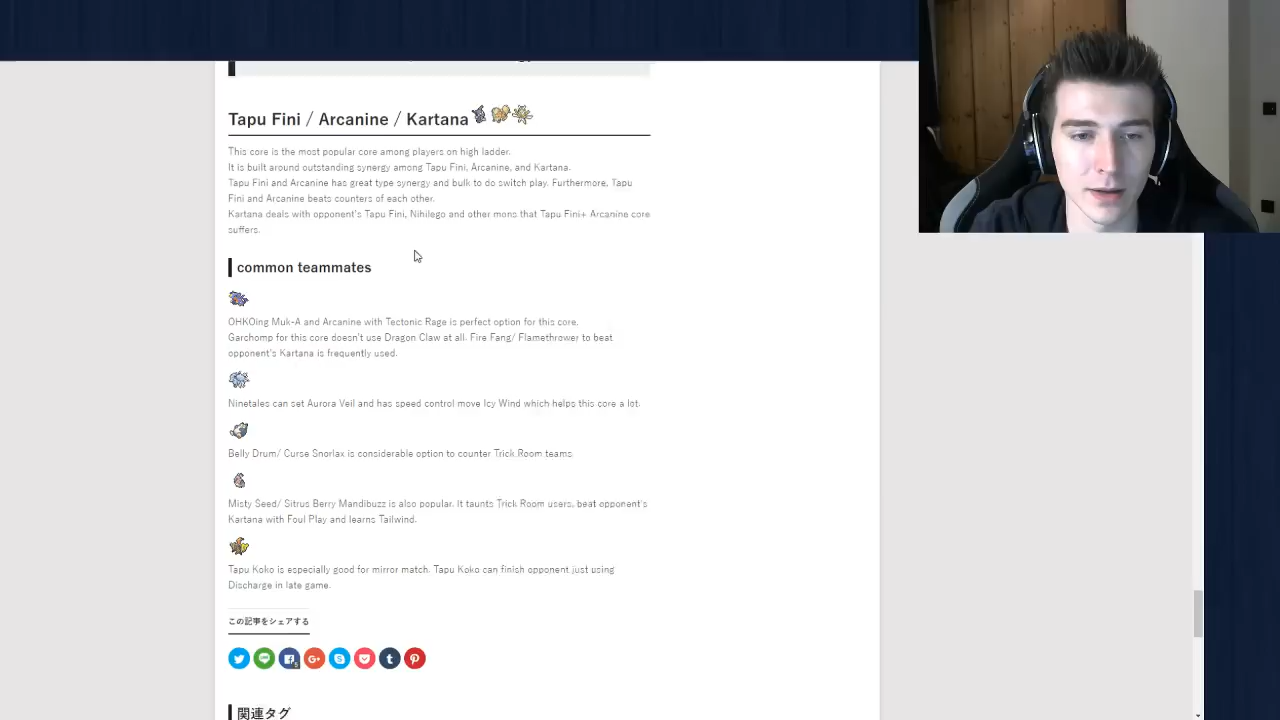 Tapu Fini / Arcanine / Kartana
This core is the most popular core among players on high ladder.
It is built around outstanding synergy among Tapu Fini, Arcanine, and Kartana.
Tapu Fini and Arcanine has great type synergy and bulk to do switch play. Furthermore, Tapu
Fini and Arcanine beats counters of each other.
Kartana deals with opponent's Tapu Fini, Nihilego and other mons that Tapu Fini+ Arcanine core
suffers.
common teammates
OHKOing Muk-A and Arcanine with Tectonic Rage is perfect option for this core.
Garchomp for this core doesn't use Dragon Claw at all. Fire Fang/ Flamethrower to beat
opponent's Kartana is frequently used.
Ninetales can set Aurora Veil and has speed control move Icy Wind which helps this core a lot.
Belly Drum/ Curse Snorlax is considerable option to counter Trick Room teams
Misty Seed/ Sitrus Berry Mandibuzz is also popular. It taunts Trick Room users, beat opponent's
Kartana with Foul Play and learns Tailwind.
Tapu Koko is especially good for mirror match. Tapu Koko can finish opponent just using
Discharge in late game.
この記事をシェアする
関連タグ